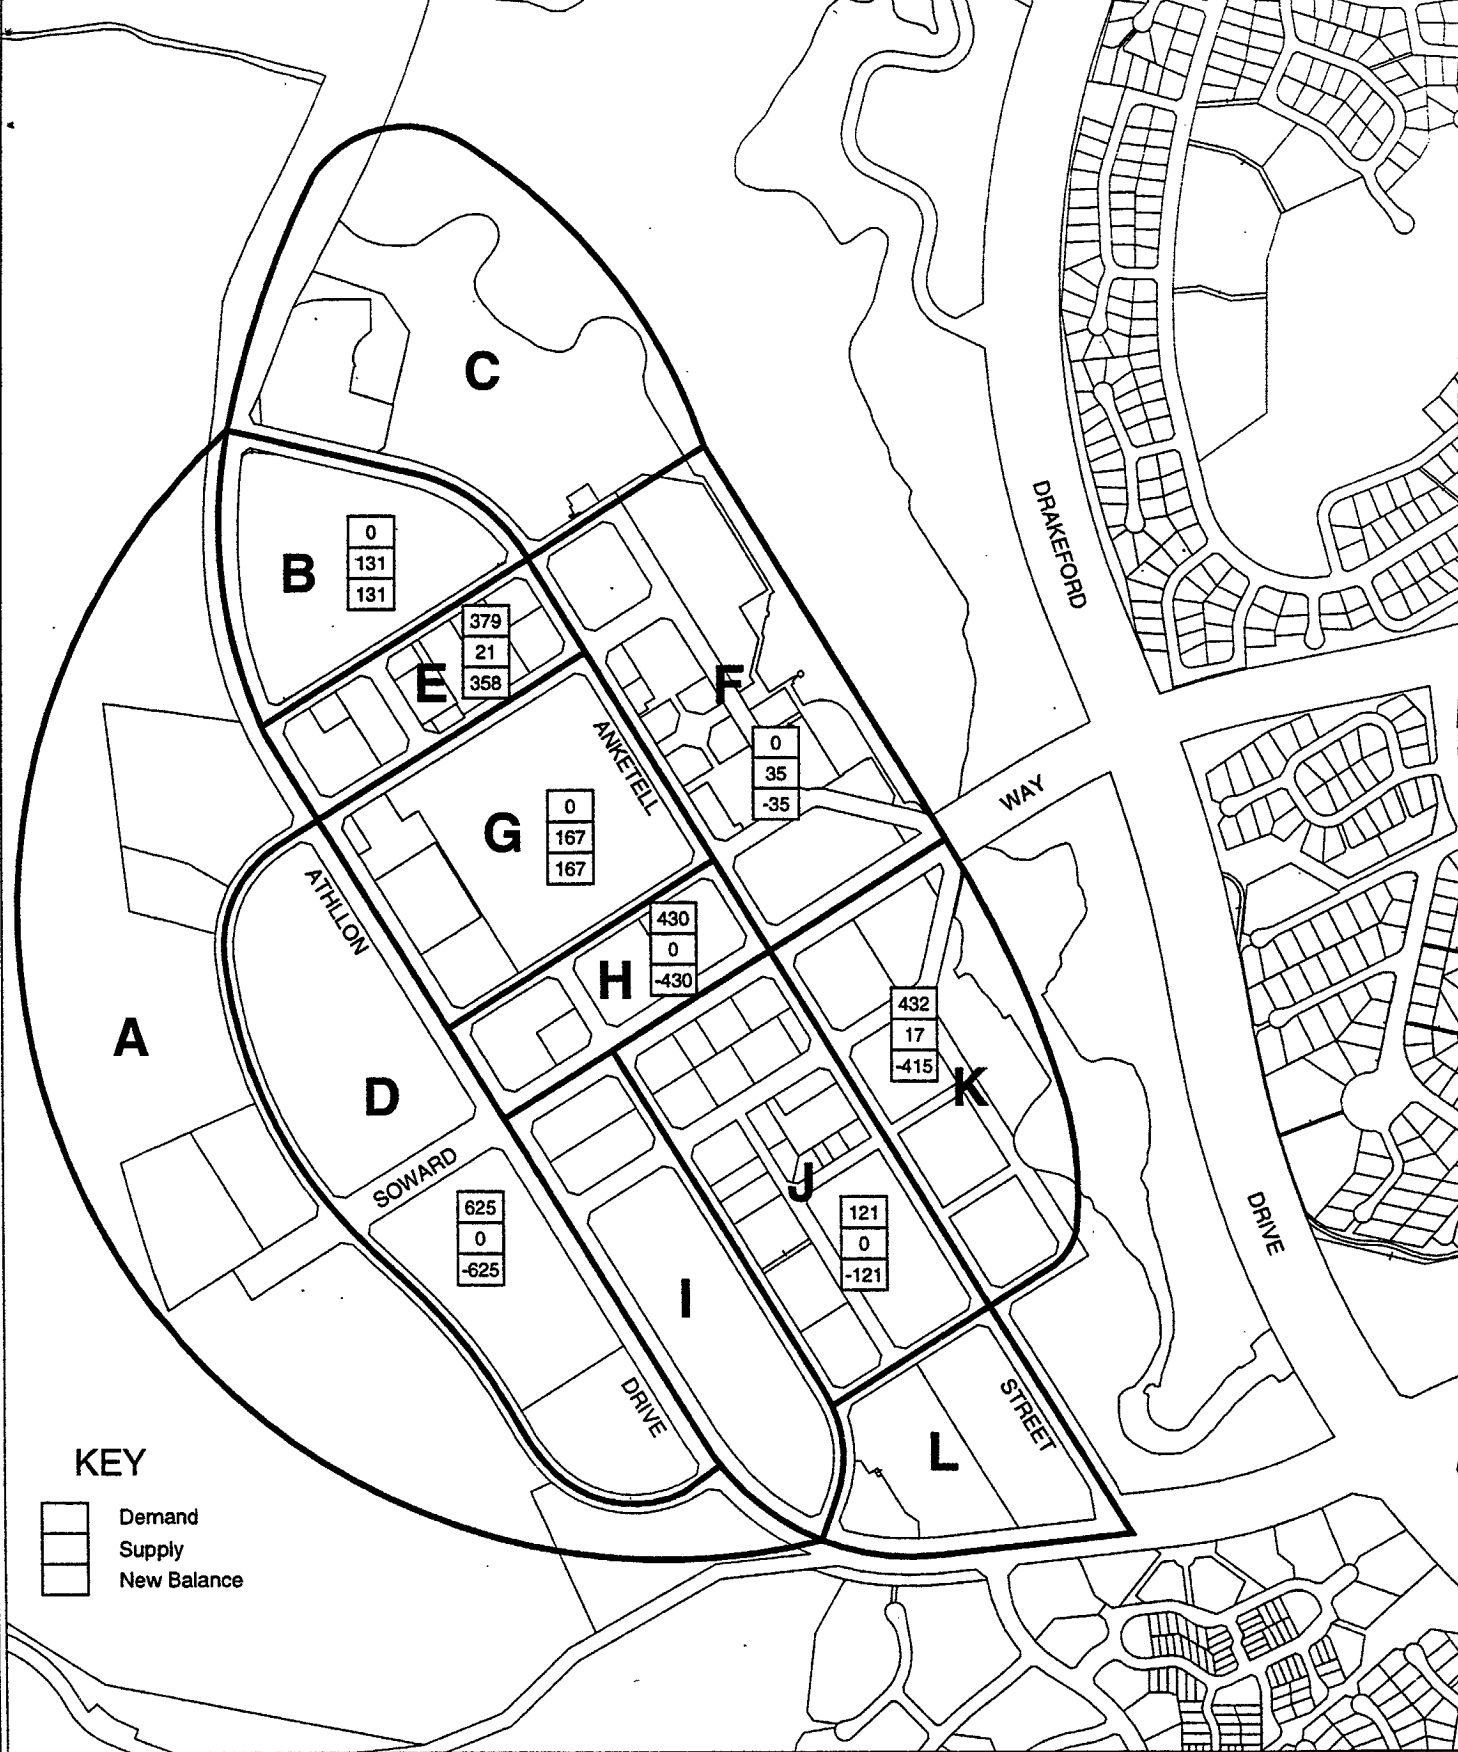 C
DRAKEFORD
B
0
131
131
E
379
21
358
F
0
35
-35
ANKETELL
WAY
G
0
167
167
ATHLLON
H
430
0
-430
A
D
432
17
-415
K
SOWARD
625
0
-625
J
121
0
-121
I
DRIVE
DRIVE
STREET
L
KEY
Demand
Supply
New Balance